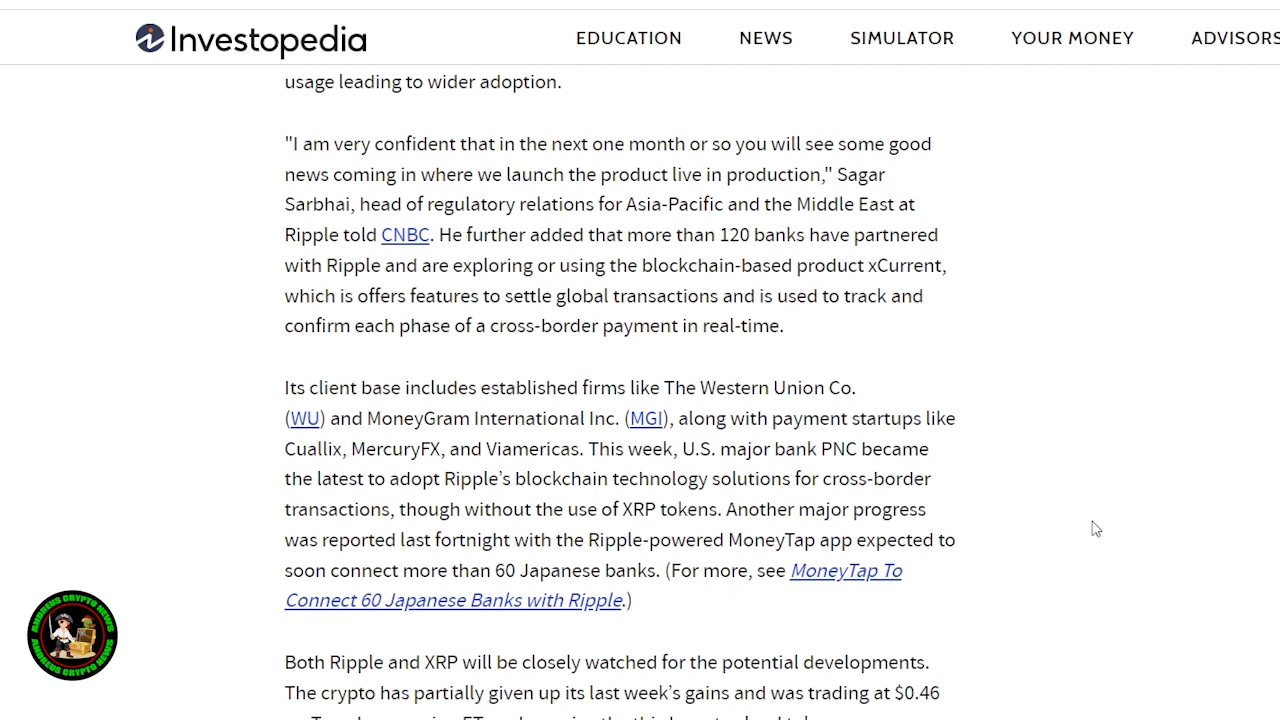 Investopedia
EDUCATION NEWS SIMULATOR YOUR MONEY ADVISORS
usage leading to wider adoption.
"I am very confident that in the next one month or so you will see some good
news coming in where we launch the product live in production," Sagar
Sarbhai, head of regulatory relations for Asia-Pacific and the Middle East at
Ripple told CNBC. He further added that more than 120 banks have partnered
with Ripple and are exploring or using the blockchain-based product xCurrent,
which is offers features to settle global transactions and is used to track and
confirm each phase of a cross-border payment in real-time.
Its client base includes established firms like The Western Union Co.
(WU) and MoneyGram International Inc. (MGI), along with payment startups like
Cuallix, MercuryFX, and Viamericas. This week, U.S. major bank PNC became
the latest to adopt Ripple’s blockchain technology solutions for cross-border
transactions, though without the use of XRP tokens. Another major progress
was reported last fortnight with the Ripple-powered MoneyTap app expected to
soon connect more than 60 Japanese banks. (For more, see MoneyTap To
Connect 60 Japanese Banks with Ripple.)
ANDREUS CRYPTO NEWS
ANDREUS CRYPTO NEWS
Both Ripple and XRP will be closely watched for the potential developments.
The crypto has partially given up its last week’s gains and was trading at $0.46